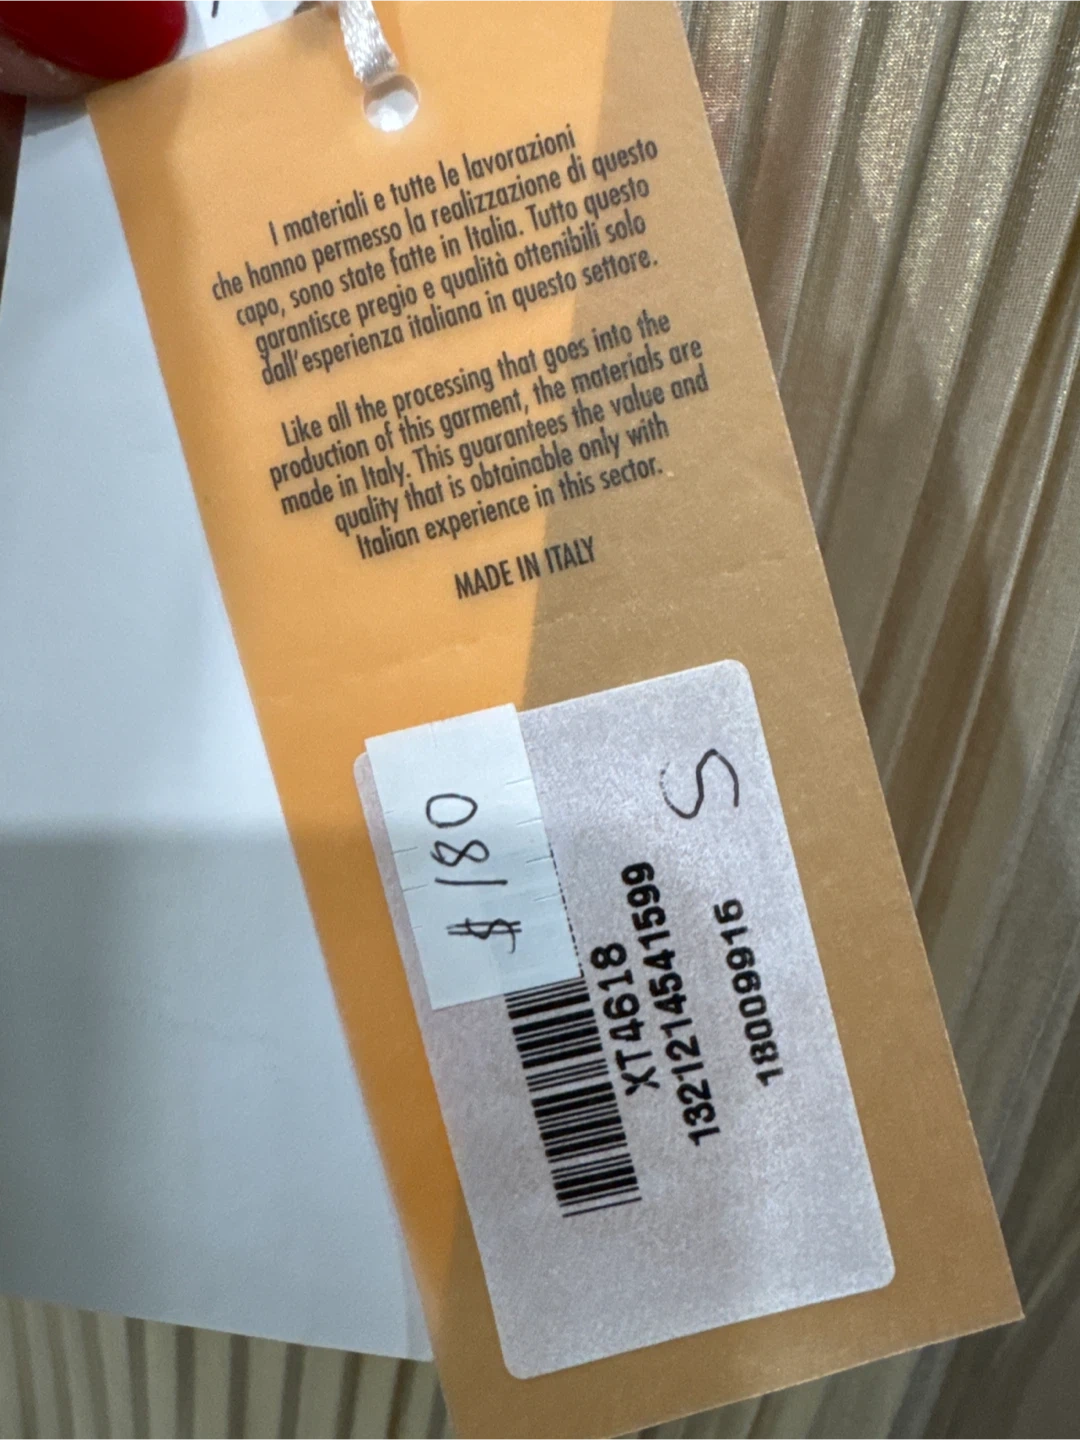 I materiali e tutte le lavorazioni
che hanno permesso la realizzazione di questo
capo, sono state fatte in Italia. Tutto questo
garantisce pregio e qualità ottenibili solo
dall'esperienza italiana in questo settore.
Like all the processing that goes into the
production of this garment, the materials are
made in Italy. This guarantees the value and
quality that is obtainable only with
Italian experience in this sector.
MADE IN ITALY
$180
S
XT4618
1321214541599
18009916